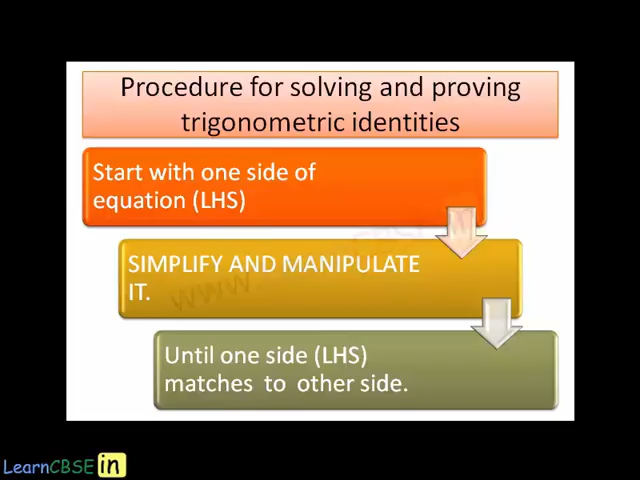 Procedure for solving and proving
trigonometric identities
Start with one side of
equation (LHS)
SIMPLIFY AND MANIPULATE
IT.
Until one side (LHS)
matches  to  other side.
LearnCBSE in